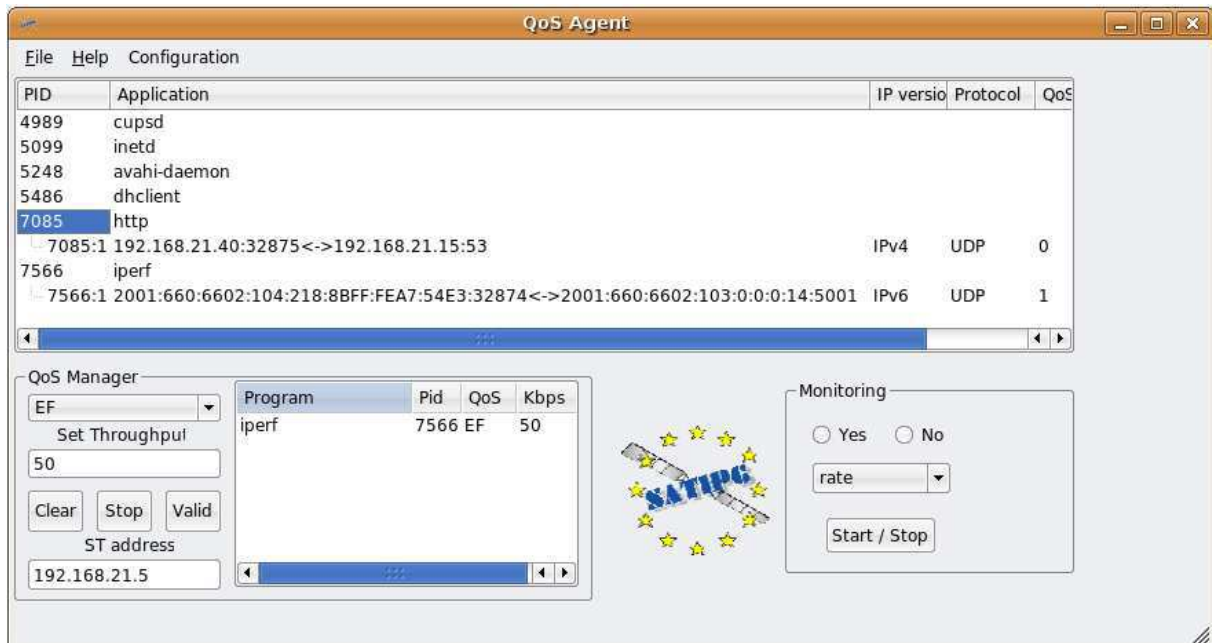 QoS Agent
File Help Configuration
PID Application IP versio Protocol QoS
4989 cupsd
5099 inetd
5248 avahi-daemon
5486 dhclient
7085 http
7085:1 192.168.21.40:32875<->192.168.21.15:53 IPv4 UDP 0
7566 iperf
7566:1 2001:660:6602:104:218:8BFF:FEA7:54E3:32874<->2001:660:6602:103:0:0:0:14:5001 IPv6 UDP 1
QoS Manager
EF
Set Throughput
50
Clear Stop Valid
ST address
192.168.21.5
Program Pid QoS Kbps
iperf 7566 EF 50
SATIP6
Monitoring
Yes No
rate
Start / Stop